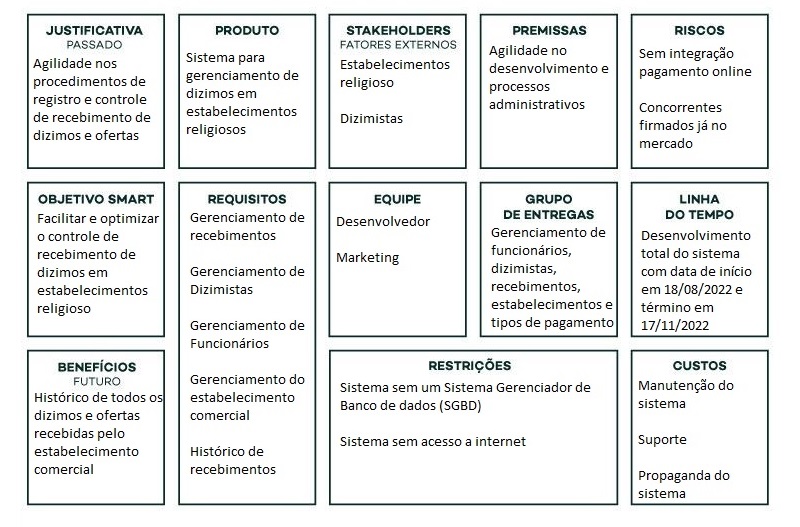 JUSTIFICATIVA
PASSADO
Agilidade nos
procedimentos de
registro e controle
de recebimento de
dizimos e ofertas
PRODUTO
Sistema para
gerenciamento de
dizimos em
estabelecimentos
religiosos
STAKEHOLDERS
FATORES EXTERNOS
Estabelecimentos
religioso
Dizimistas
PREMISSAS
Agilidade no
desenvolvimento e
processos
administrativos
RISCOS
Sem integração
pagamento online
Concorrentes
firmados já no
mercado
OBJETIVO SMART
Facilitar e optimizar
o controle de
recebimento de
dizimos em
estabelecimentos
religioso
REQUISITOS
Gerenciamento de
recebimentos
Gerenciamento de
Dizimistas
Gerenciamento de
Funcionários
Gerenciamento do
estabelecimento
comercial
Histórico de
recebimentos
EQUIPE
Desenvolvedor
Marketing
GRUPO
DE ENTREGAS
Gerenciamento de
funcionários,
dizimistas,
recebimentos,
estabelecimentos e
tipos de pagamento
LINHA
DO TEMPO
Desenvolvimento
total do sistema
com data de início
em 18/08/2022 e
término em
17/11/2022
BENEFÍCIOS
FUTURO
Histórico de todos os
dizimos e ofertas
recebidas pelo
estabelecimento
comercial
RESTRIÇÕES
Sistema sem um Sistema Gerenciador de
Banco de dados (SGBD)
Sistema sem acesso a internet
CUSTOS
Manutenção do
sistema
Suporte
Propaganda do
sistema